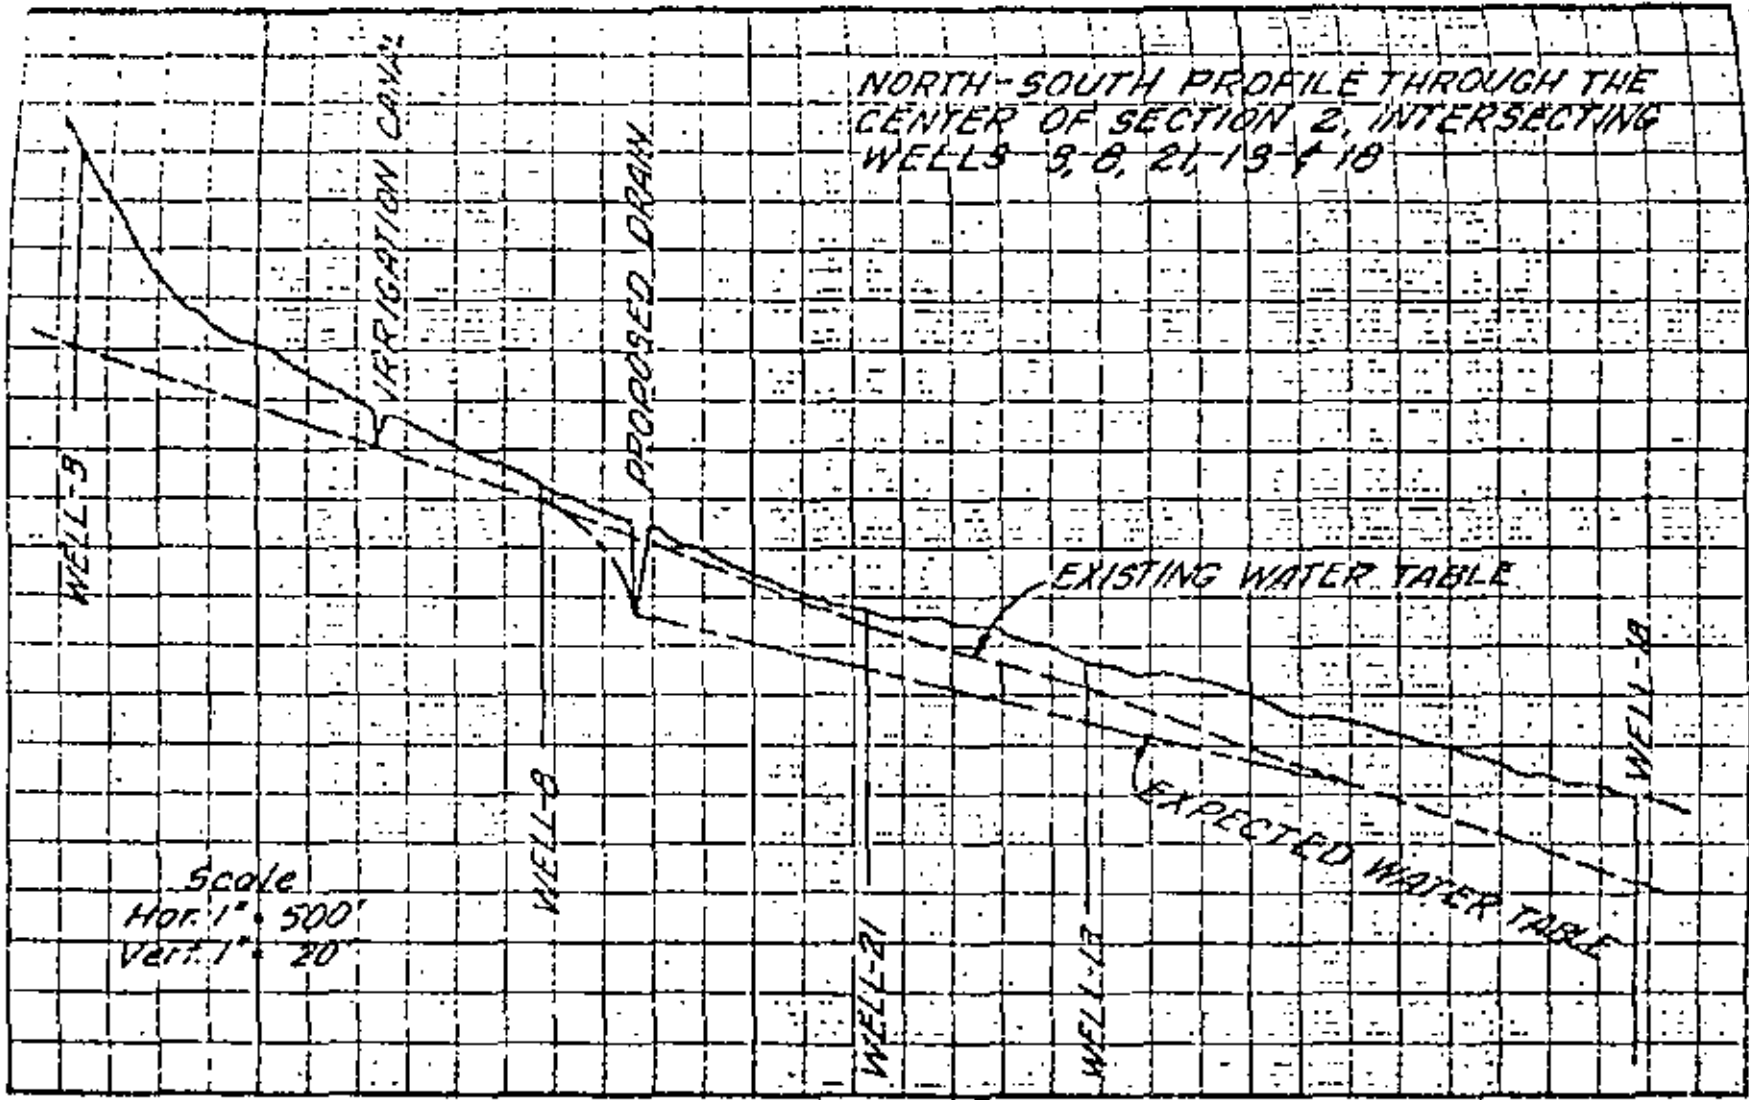 NORTH-SOUTH PROFILE THROUGH THE
CENTER OF SECTION 2, INTERSECTING
WELLS 9, 8, 21, 13 & 18
IRRIGATION CANAL
PROPOSED DRAIN
WELL-9
EXISTING WATER TABLE
WELL-18
WELL-8
EXPECTED WATER TABLE
Scale
Hor. 1" = 500'
Vert. 1" = 20'
WELL-21
WELL-13